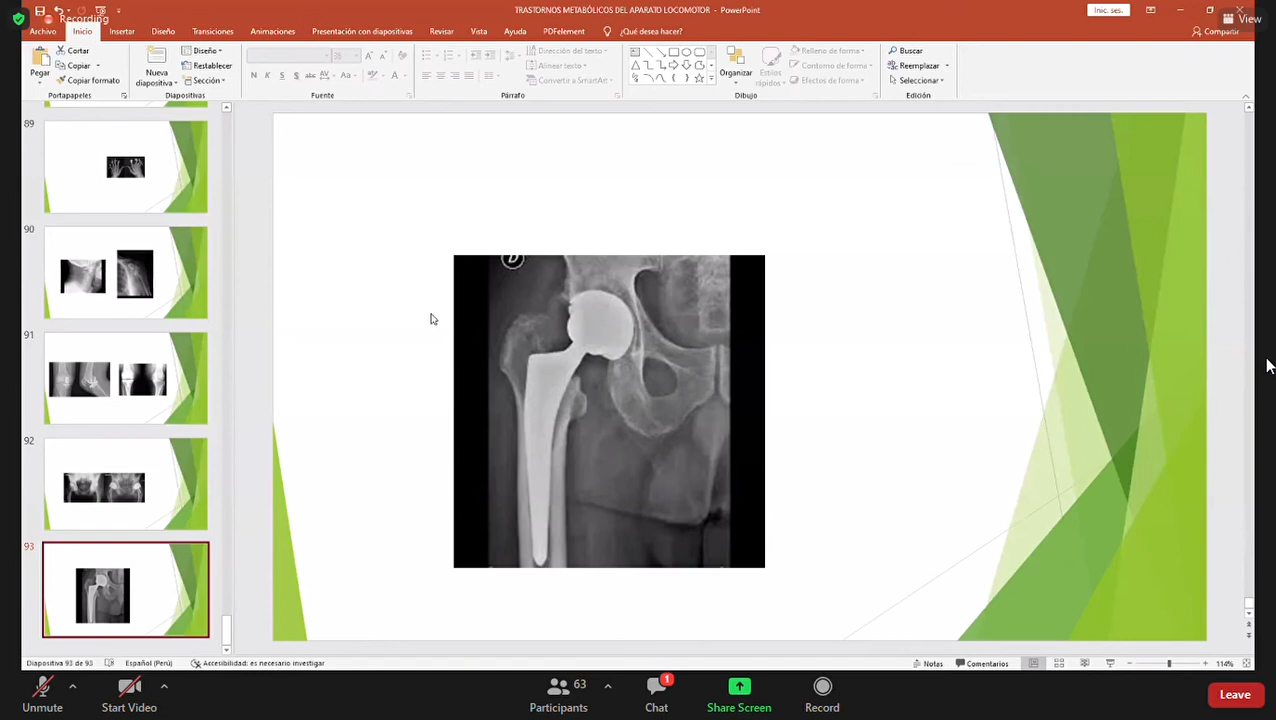 Recording
TRASTORNOS METABÓLICOS DEL APARATO LOCOMOTOR - PowerPoint
Inic. ses.
View
Archivo Inicio Insertar Diseño Transiciones Animaciones Presentación con diapositivas Revisar Vista Ayuda PDFelement ¿Qué desea hacer? Compartir
Pegar
Cortar
Copiar
Copiar formato
Portapapeles
Nueva diapositiva
Diseño
Restablecer
Sección
Diapositivas
N K S S abc AV Aa A
Fuente
Dirección del texto
Alinear texto
Convertir a SmartArt
Párrafo
Organizar
Estilos rápidos
Relleno de forma
Contorno de forma
Efectos de forma
Dibujo
Buscar
Reemplazar
Seleccionar
Edición
89
90
91
92
93
D
Diapositiva 93 de 93 Español (Perú) Accesibilidad: es necesario investigar Notas Comentarios 114%
63
1
Unmute Start Video Participants Chat Share Screen Record Leave